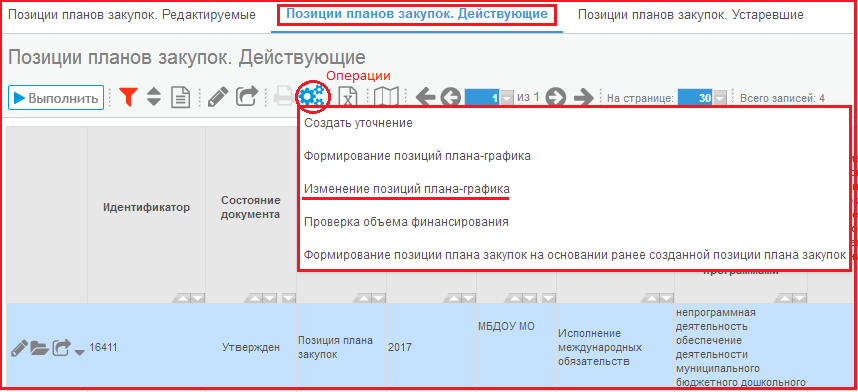 Позиции планов закупок. Редактируемые
Позиции планов закупок. Действующие
Позиции планов закупок. Устаревшие
Позиции планов закупок. Действующие
Операции
Выполнить
1
из 1
На странице:
30
Всего записей: 4
Создать уточнение
Формирование позиций плана-графика
Изменение позиций плана-графика
Проверка объема финансирования
Формирование позиции плана закупок на основании ранее созданной позиции плана закупок
Идентификатор
Состояние
документа
программами
16411
Утвержден
Позиция плана
закупок
2017
МБДОУ МО
Исполнение
международных
обязательств
непрограммная
деятельность
обеспечение
деятельности
муниципального
бюджетного дошкольного